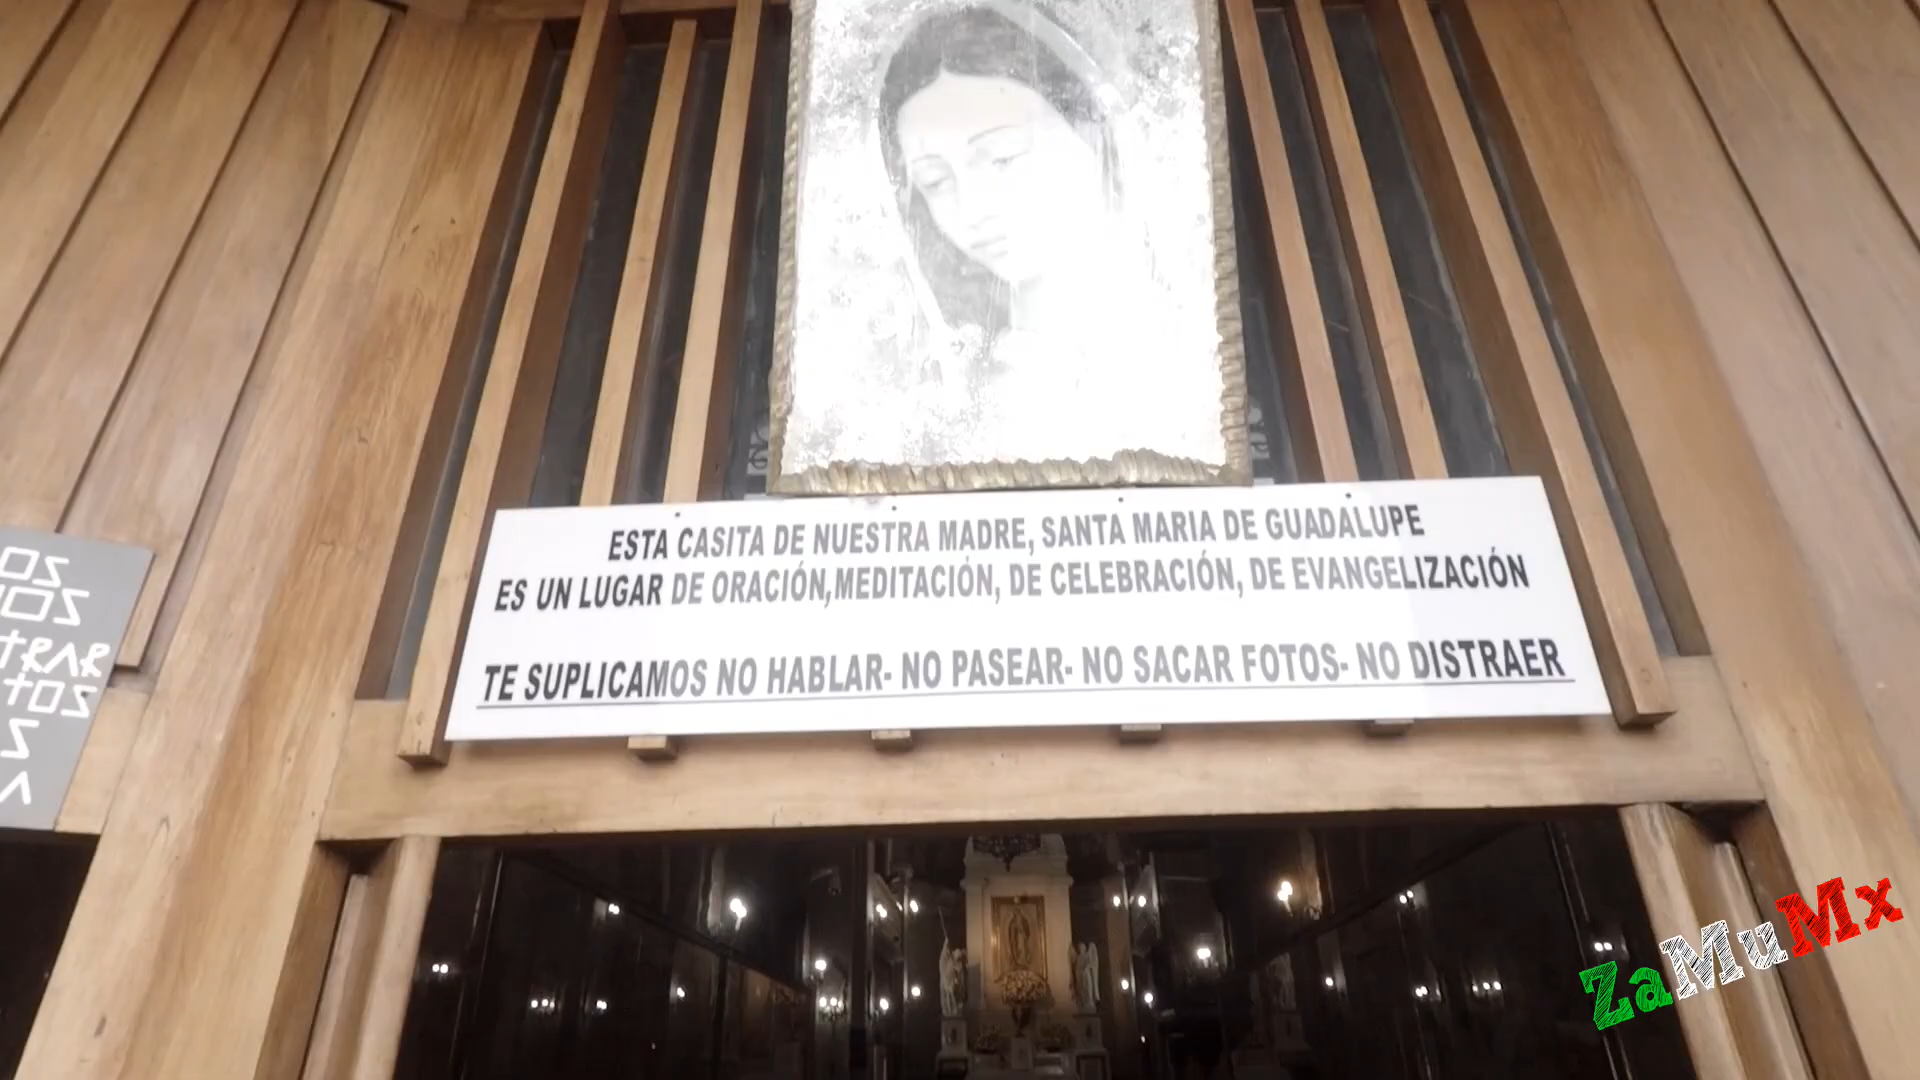 ESTA CASITA DE NUESTRA MADRE, SANTA MARIA DE GUADALUPE
ES UN LUGAR DE ORACIÓN,MEDITACIÓN, DE CELEBRACIÓN, DE EVANGELIZACIÓN
TE SUPLICAMOS NO HABLAR- NO PASEAR- NO SACAR FOTOS- NO DISTRAER
ZaMuMx